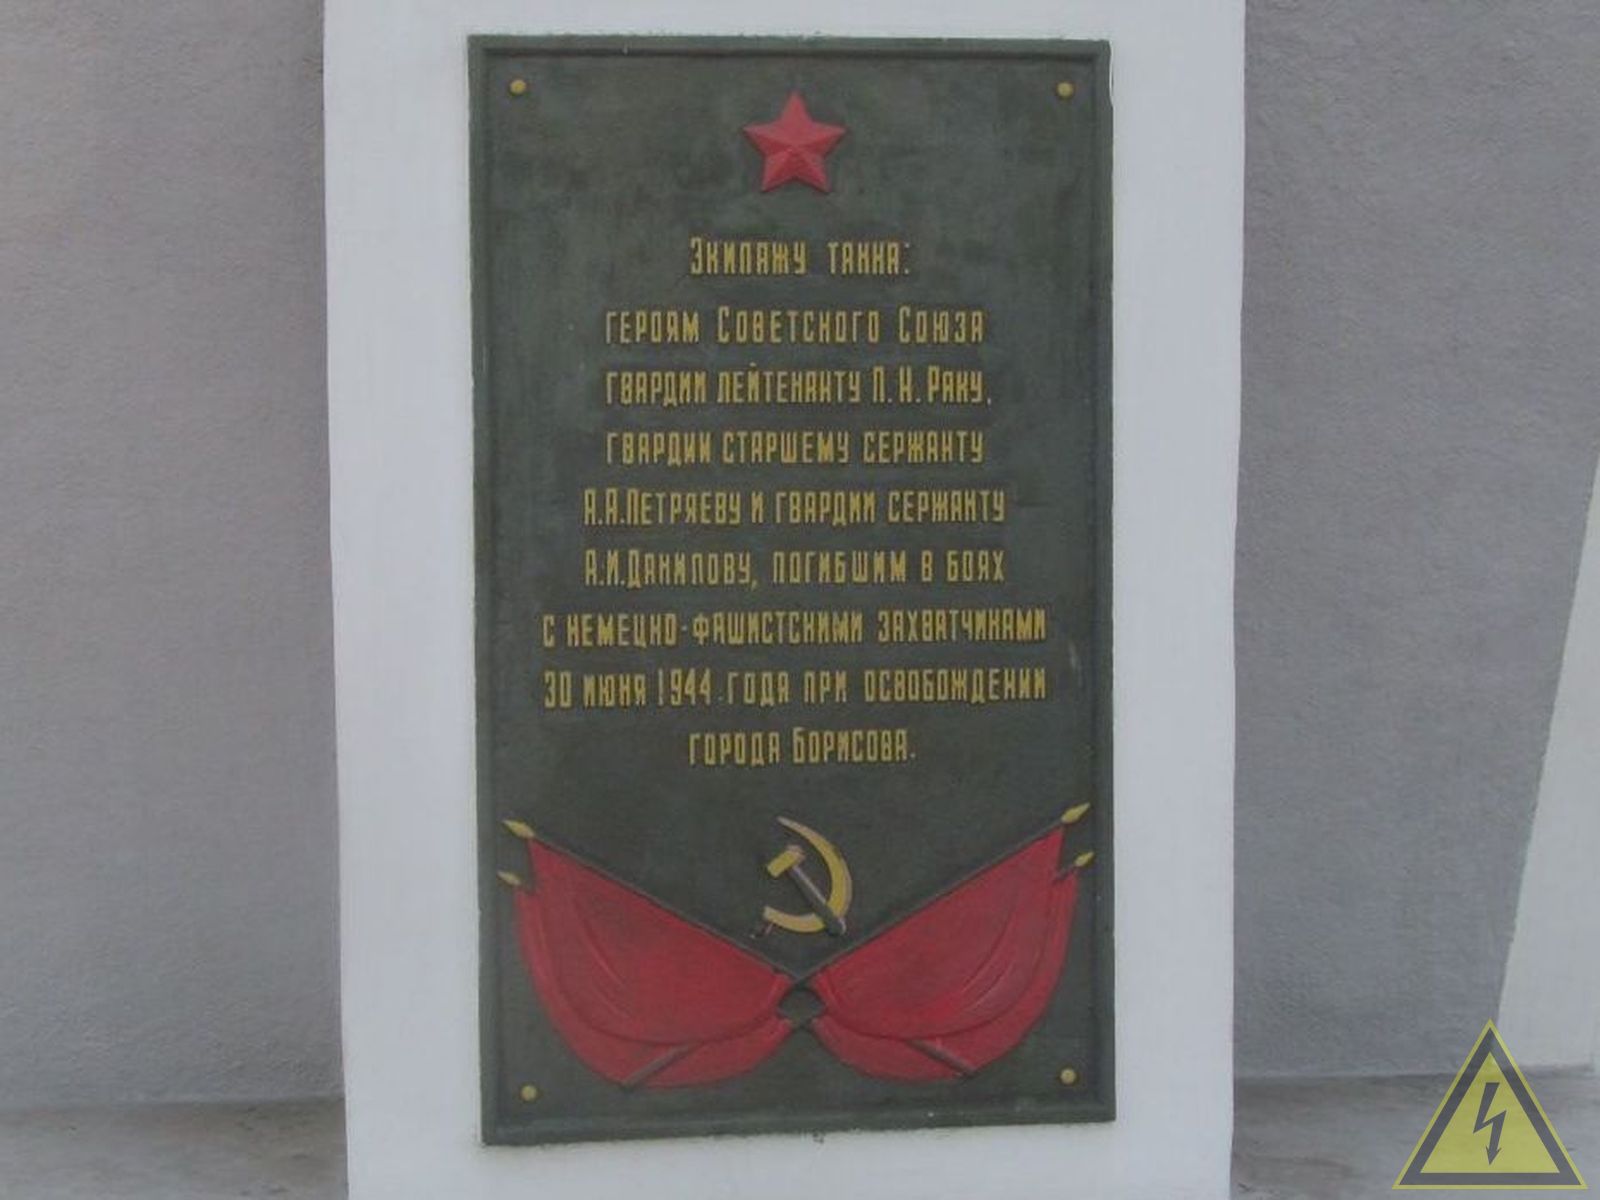 Экипажу танка:
героям Советского Союза
гвардии лейтенанту П. Н. Раку,
гвардии старшему сержанту
А.А.Петряеву и гвардии сержанту
А.И.Данилову, погибшим в боях
с немецко-фашистскими захватчиками
30 июня 1944 года при освобождении
города Борисова.